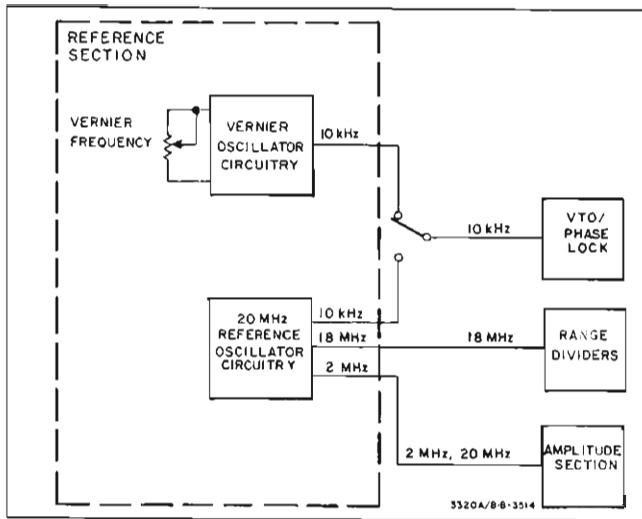 REFERENCE
SECTION
VERNIER
FREQUENCY
VERNIER
OSCILLATOR
CIRCUITRY
10 kHz
VTO/
PHASE
LOCK
10 kHz
20 MHz
REFERENCE
OSCILLATOR
CIRCUITRY
10 kHz
18 MHz
2 MHz
18 MHz
RANGE
DIVIDERS
2 MHz, 20 MHz
AMPLITUDE
SECTION
3320A/B-B-3514